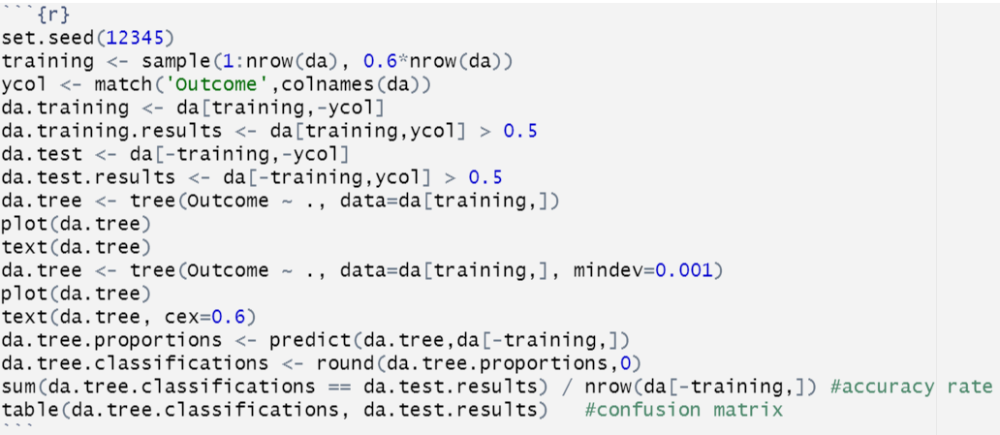 ```{r}
set.seed(12345)
training <- sample(1:nrow(da), 0.6*nrow(da))
ycol <- match('Outcome',colnames(da))
da.training <- da[training,-ycol]
da.training.results <- da[training,ycol] > 0.5
da.test <- da[-training,-ycol]
da.test.results <- da[-training,ycol] > 0.5
da.tree <- tree(Outcome ~ ., data=da[training,])
plot(da.tree)
text(da.tree)
da.tree <- tree(Outcome ~ ., data=da[training,], mindev=0.001)
plot(da.tree)
text(da.tree, cex=0.6)
da.tree.proportions <- predict(da.tree,da[-training,])
da.tree.classifications <- round(da.tree.proportions,0)
sum(da.tree.classifications == da.test.results) / nrow(da[-training,]) #accuracy rate
table(da.tree.classifications, da.test.results)   #confusion matrix
```